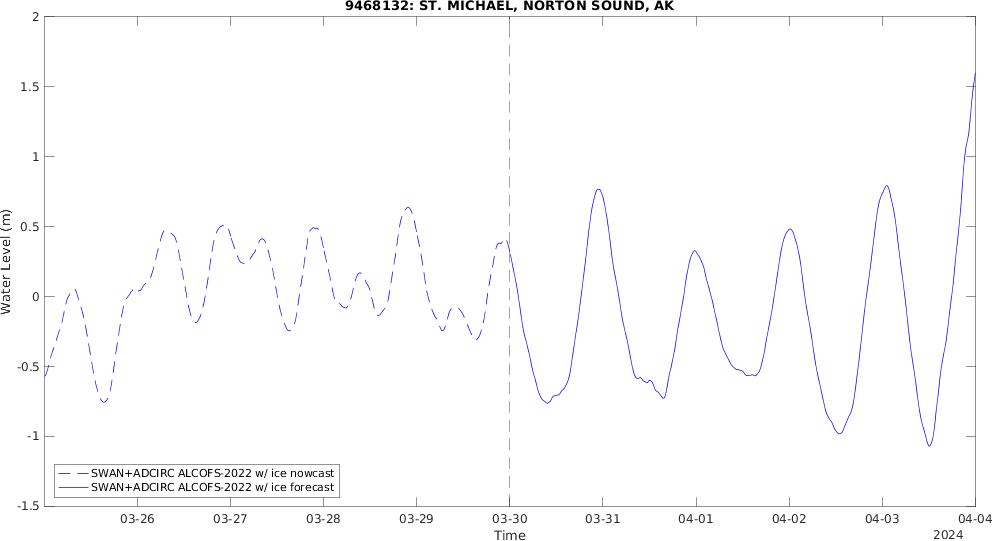 9468132: ST. MICHAEL, NORTON SOUND, AK
2
1.5
1
0.5
0
-0.5
-1
-1.5
Water Level (m)
SWAN+ADCIRC ALCOFS-2022 w/ ice nowcast
SWAN+ADCIRC ALCOFS-2022 w/ ice forecast
03-26 03-27 03-28 03-29 03-30 03-31 04-01 04-02 04-03 04-04
Time
2024